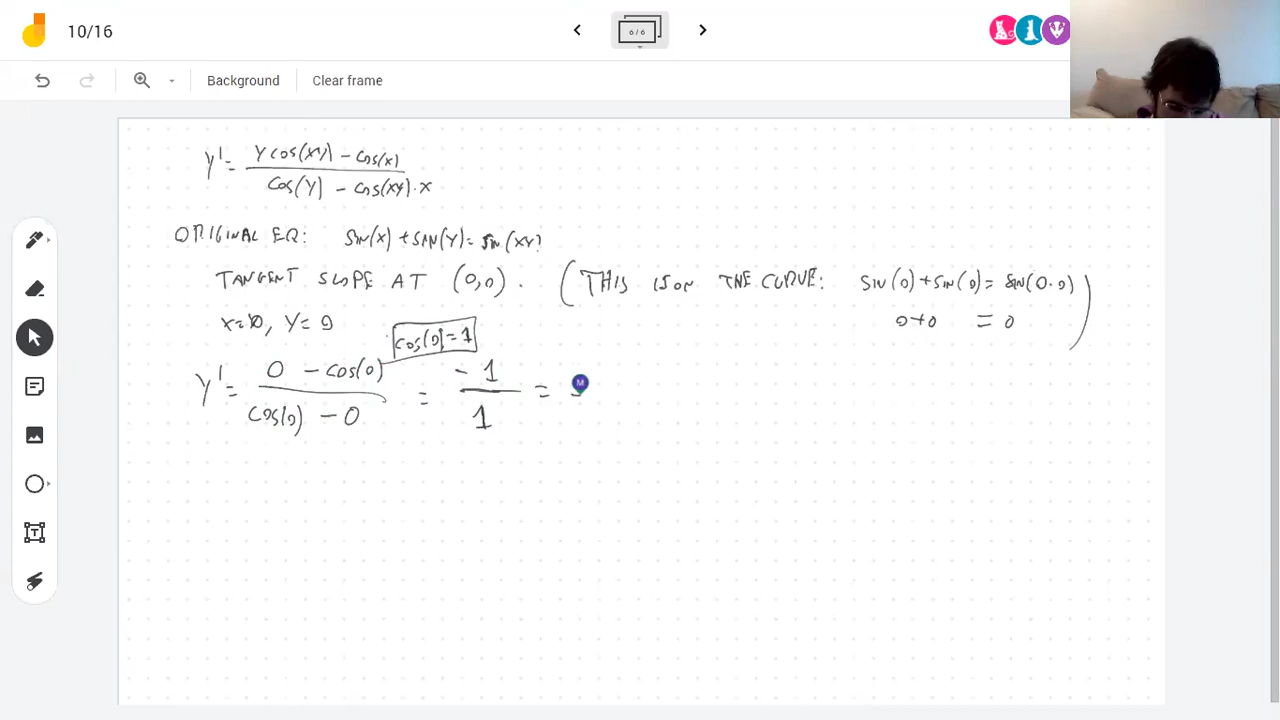 10/16
6/6
Background
Clear frame
Y' = Y cos(XY) - cos(x) / cos(Y) - cos(XY)·X
ORIGINAL EQ: SIN(X) + SIN(Y) = SIN(XY)
TANGENT SLOPE AT (0,0). (THIS IS ON THE CURVE: SIN(0) + SIN(0) = SIN(0·0)
X=0, Y=0 0+0 = 0)
cos(0) = 1
Y' = 0 - cos(0) / cos(0) - 0 = -1 / 1 =
M
T